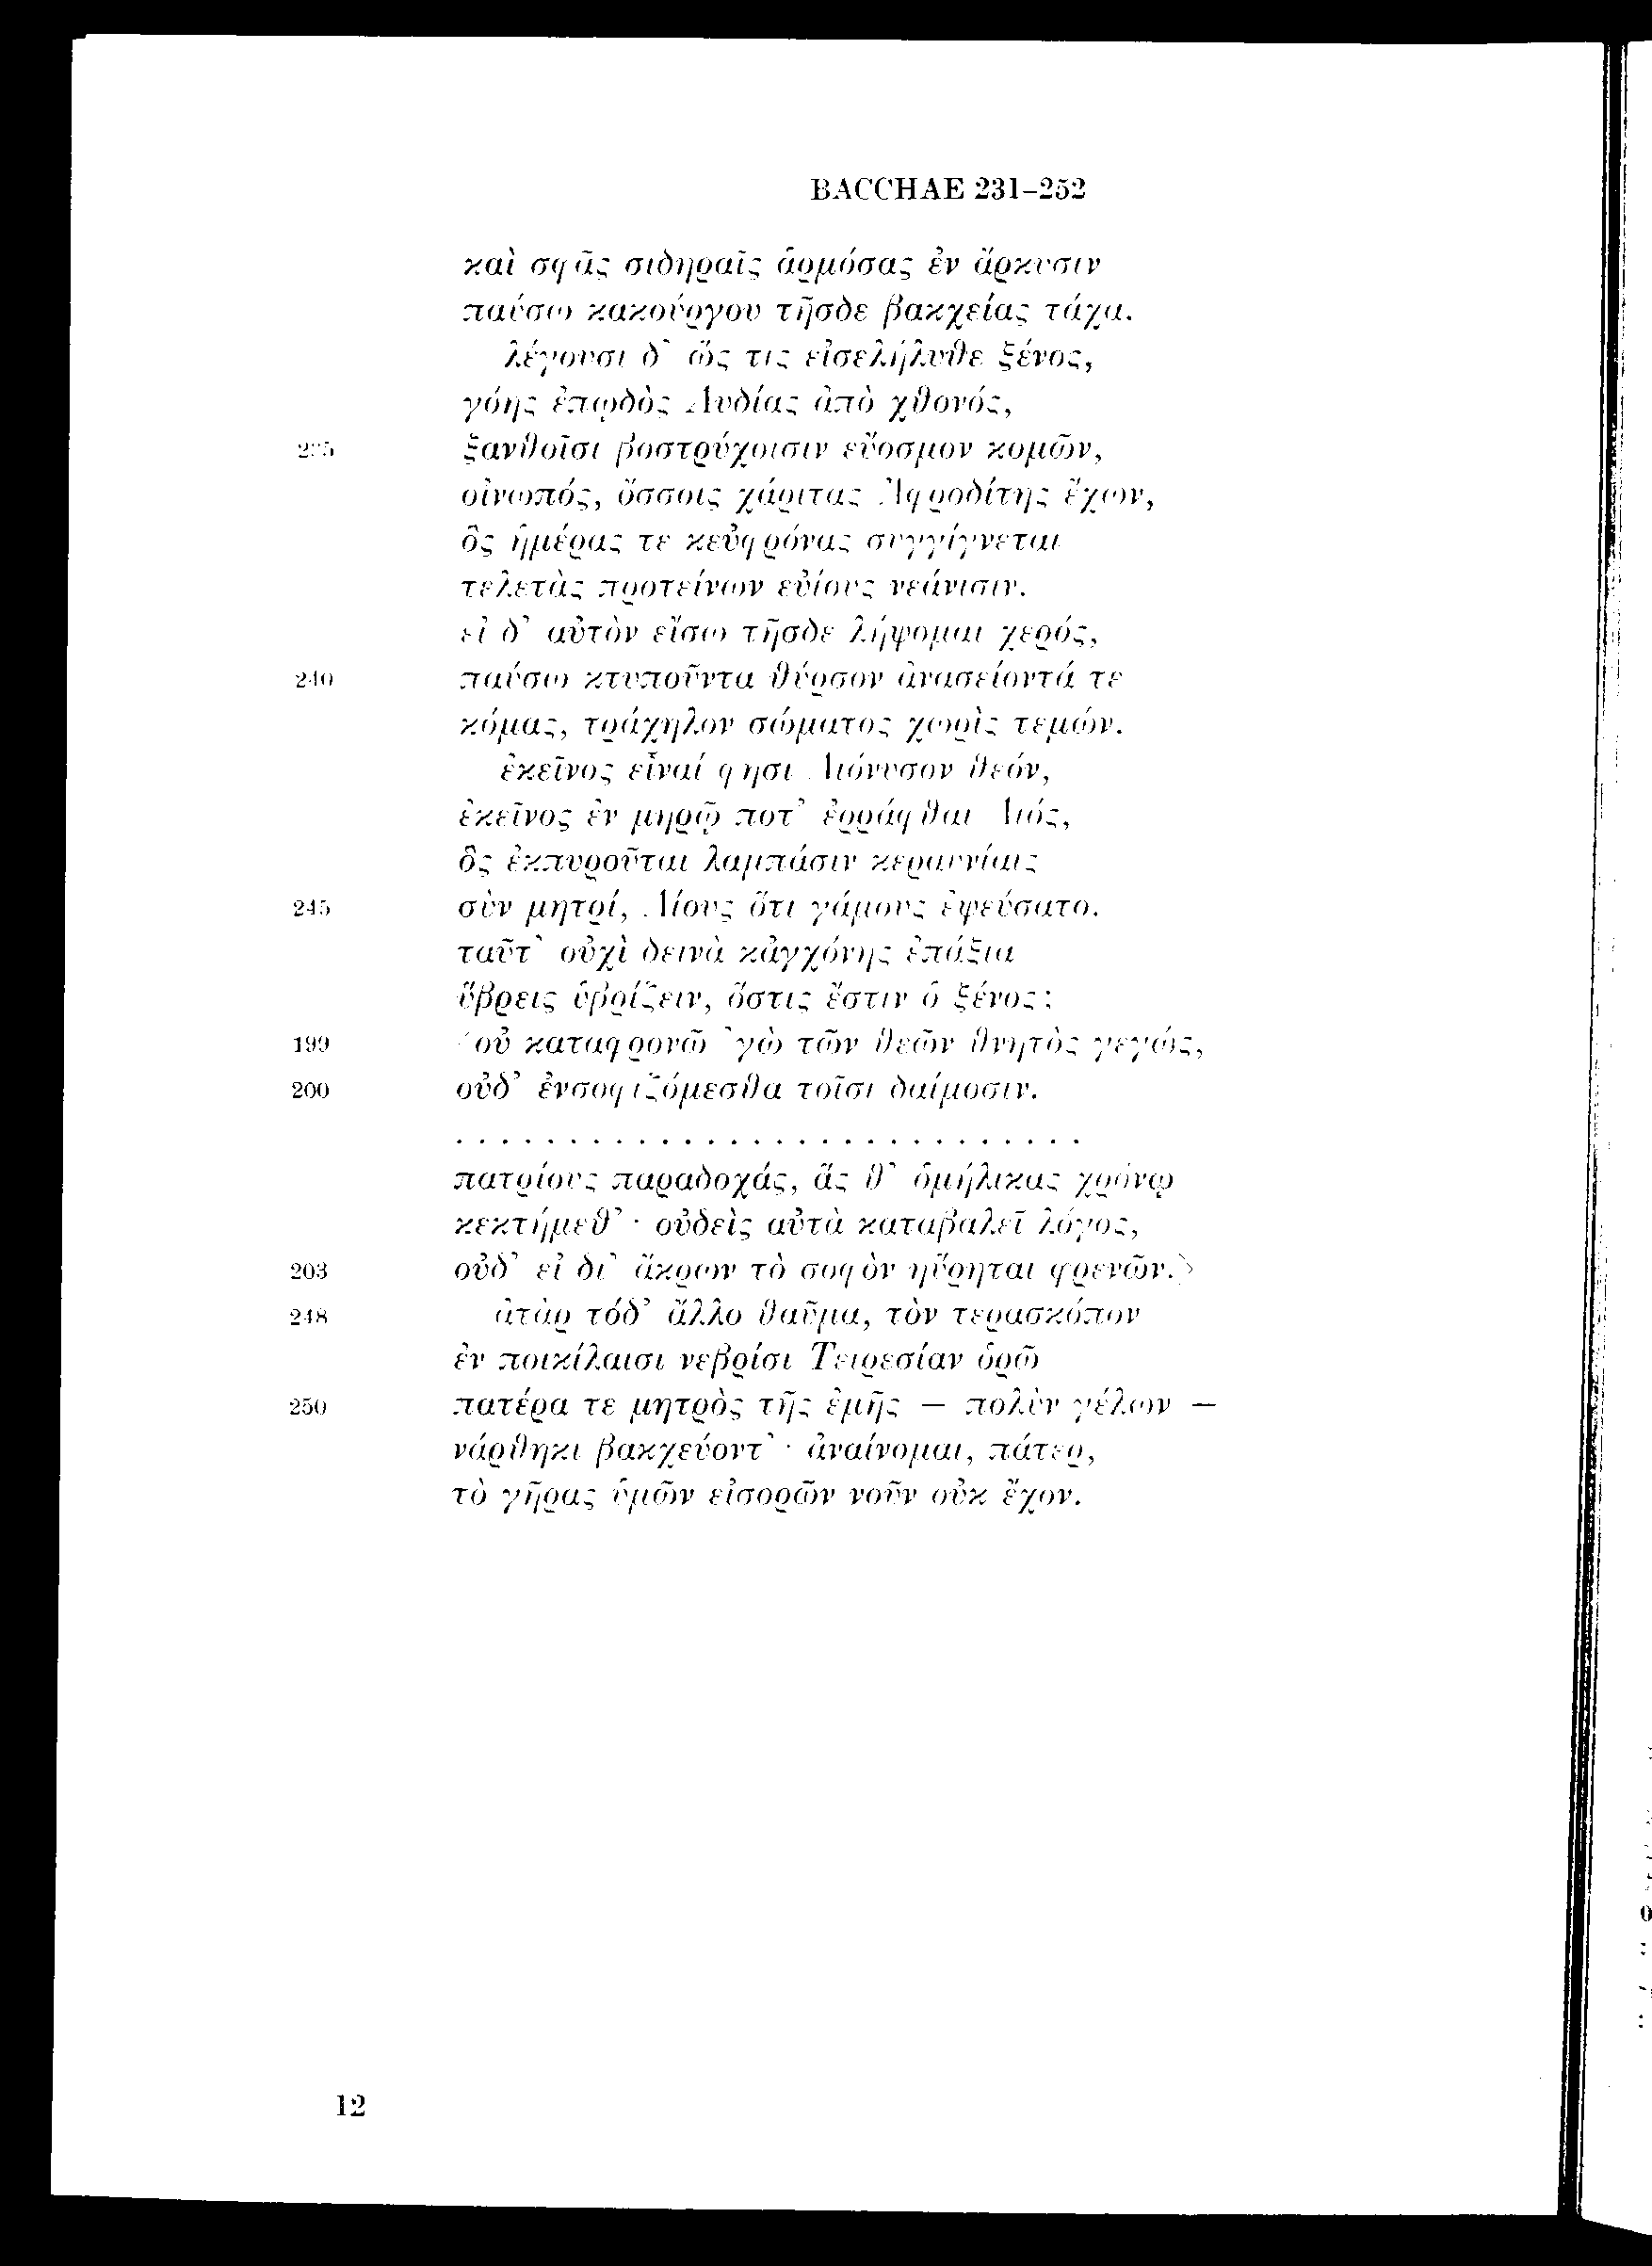 BACCHAE 231-252
καὶ σφᾶς σιδηραῖς ἁρμόσας ἐν ἄρκυσιν
παύσω κακούργου τῆσδε βακχείας τάχα.
λέγουσι δ' ὥς τις εἰσελήλυθε ξένος,
γόης ἐπῳδὸς Λυδίας ἀπὸ χθονός,
235 ξανθοῖσι βοστρύχοισιν εὔοσμον κομῶν,
οἰνωπός, ὄσσοις χάριτας Ἀφροδίτης ἔχων,
ὃς ἡμέρας τε κεὐφρόνας συγγίγνεται
τελετὰς προτείνων εὐίους νεάνισιν.
εἰ δ' αὐτὸν εἴσω τῆσδε λήψομαι χερός,
240 παύσω κτυποῦντα θύρσον ἀνασείοντά τε
κόμας, τράχηλον σώματος χωρὶς τεμών.
ἐκεῖνος εἶναί φησι Διόνυσον θεόν,
ἐκεῖνος ἐν μηρῷ ποτ' ἐρράφθαι Διός,
ὃς ἐκπυροῦται λαμπάσιν κεραυνίαις
245 σὺν μητρί, Δίους ὅτι γάμους ἐψεύσατο.
ταῦτ' οὐχὶ δεινὰ κἀγχόνης ἐπάξια
ὕβρεις ὑβρίζειν, ὅστις ἔστιν ὁ ξένος;
199 〈οὐ καταφρονῶ 'γὼ τῶν θεῶν θνητὸς γεγώς,
200 οὐδ' ἐνσοφιζόμεσθα τοῖσι δαίμοσιν.
. . . . . . . . . . . . . . . . . . . . . . . . . . . .
πατρίους παραδοχάς, ἅς θ' ὁμήλικας χρόνῳ
κεκτήμεθ' · οὐδεὶς αὐτὰ καταβαλεῖ λόγος,
203 οὐδ' εἰ δι' ἄκρων τὸ σοφὸν ηὕρηται φρενῶν.〉
248 ἀτὰρ τόδ' ἄλλο θαῦμα, τὸν τερασκόπον
ἐν ποικίλαισι νεβρίσι Τειρεσίαν ὁρῶ
250 πατέρα τε μητρὸς τῆς ἐμῆς — πολὺν γέλων —
νάρθηκι βακχεύοντ' · ἀναίνομαι, πάτερ,
τὸ γῆρας ὑμῶν εἰσορῶν νοῦν οὐκ ἔχον.
12